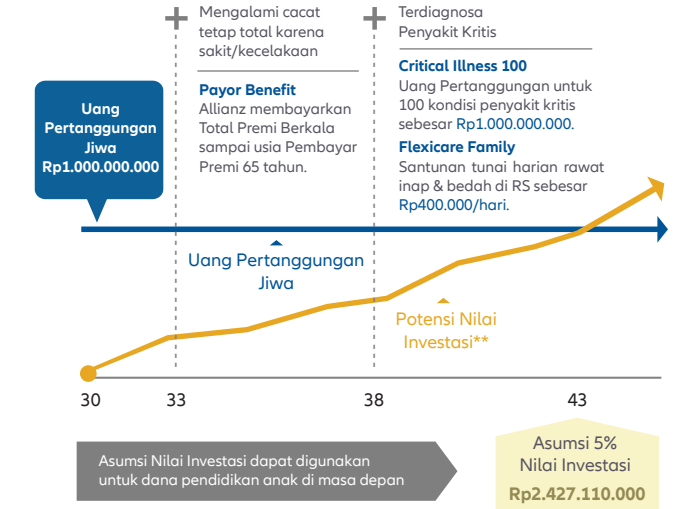 Mengalami cacat
tetap total karena
sakit/kecelakaan
Payor Benefit
Allianz membayarkan
Total Premi Berkala
sampai usia Pembayar
Premi 65 tahun.
Terdiagnosa
Penyakit Kritis
Critical Illness 100
Uang Pertanggungan untuk
100 kondisi penyakit kritis
sebesar Rp1.000.000.000.
Flexicare Family
Santunan tunai harian rawat
inap & bedah di RS sebesar
Rp400.000/hari.
Uang
Pertanggungan
Jiwa
Rp1.000.000.000
Uang Pertanggungan
Jiwa
Potensi Nilai
Investasi**
30 33 38 43
Asumsi Nilai Investasi dapat digunakan
untuk dana pendidikan anak di masa depan
Asumsi 5%
Nilai Investasi
Rp2.427.110.000